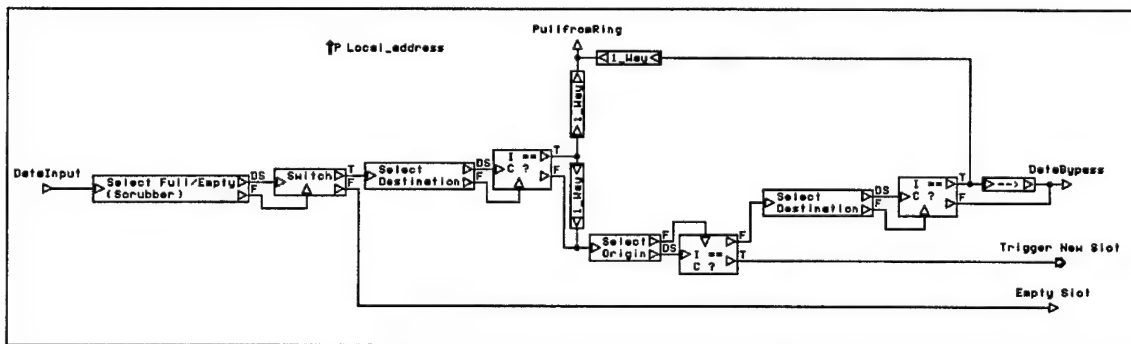 PullfromRing
↑P Local_address
1_Way
1_Way
DataInput
Select Full/Empty
(Scrubber)
DS
F
Switch
T
F
Select
Destination
DS
F
I ==
C ?
T
F
1_Way
Select
Origin
F
DS
I ==
C ?
F
T
Select
Destination
DS
F
I ==
C ?
T
F
-->
DataBypass
Trigger New Slot
Empty Slot